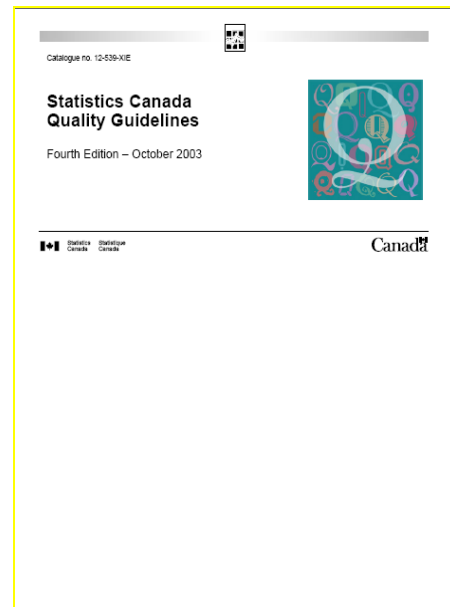 Catalogue no. 12-539-XIE
Statistics Canada
Quality Guidelines
Fourth Edition – October 2003
Statistics Statistique
Canada Canada
Canada